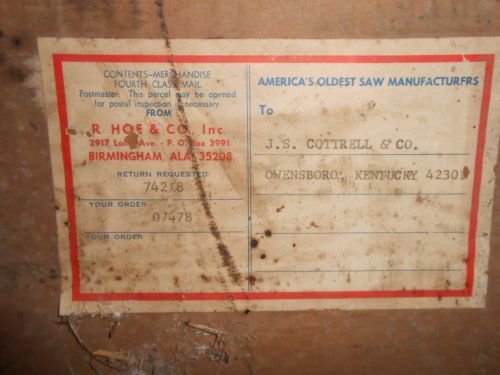 CONTENTS—MERCHANDISE
FOURTH CLASS MAIL
Postmaster: This parcel may be opened
for postal inspection if necessary.
FROM
R HOE & CO., Inc.
2917 Ave. - P. O. Box 3991
BIRMINGHAM, ALA. 35208
RETURN REQUESTED
74218
YOUR ORDER
07478
YOUR ORDER
AMERICA'S OLDEST SAW MANUFACTURERS
To
J.S. COTTRELL & CO.
OWENSBORO, KENTUCKY 42301